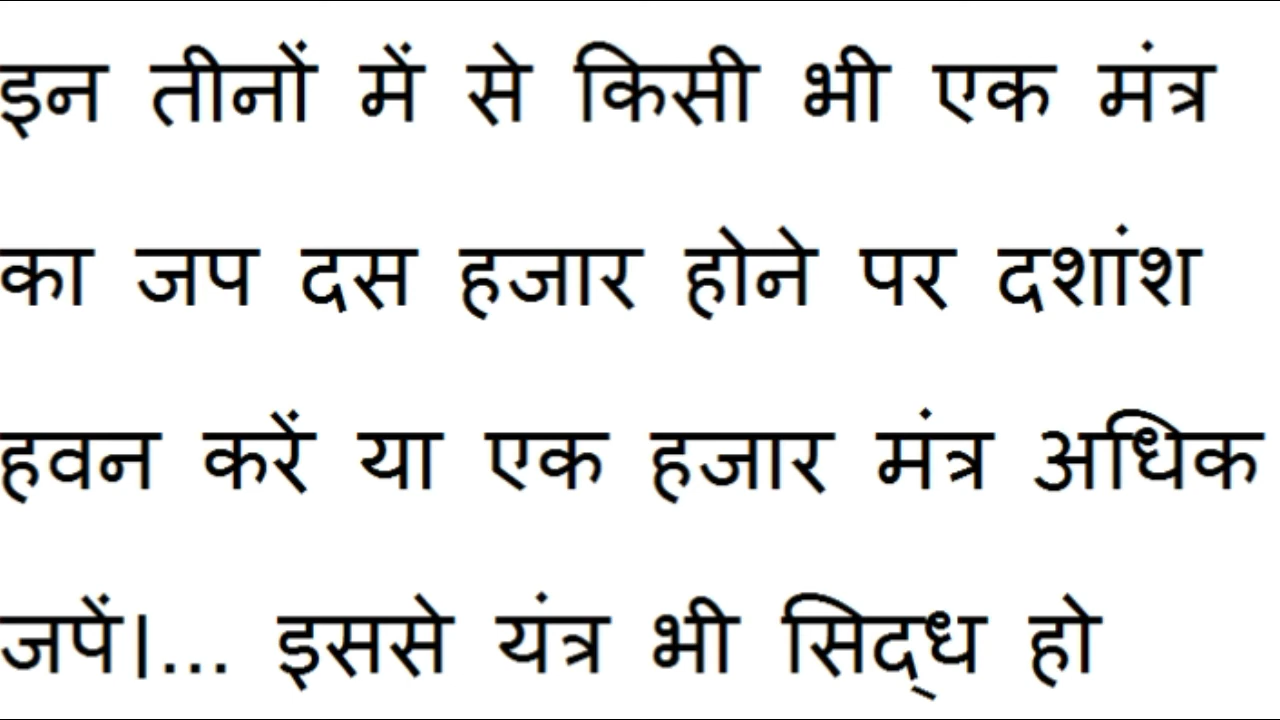 इन तीनों में से किसी भी एक मंत्र
का जप दस हजार होने पर दशांश
हवन करें या एक हजार मंत्र अधिक
जपें।... इससे यंत्र भी सिद्‌ध हो